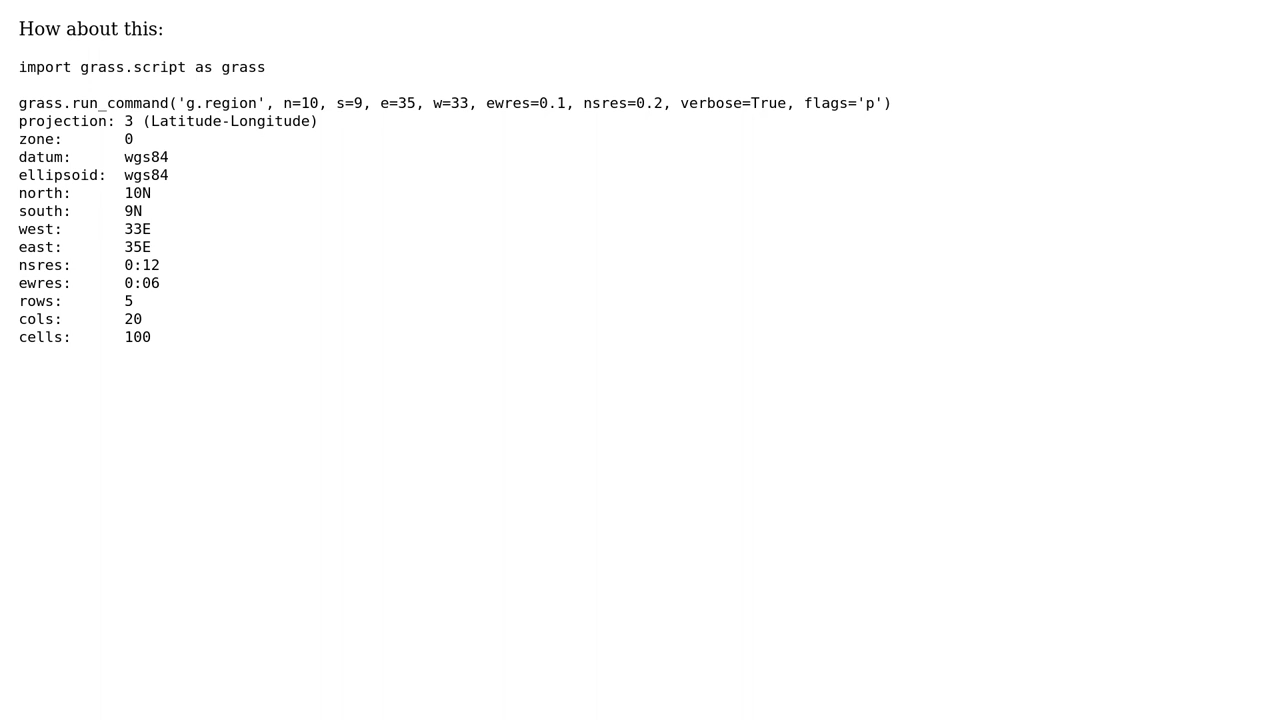 How about this:
import grass.script as grass
grass.run_command('g.region', n=10, s=9, e=35, w=33, ewres=0.1, nsres=0.2, verbose=True, flags='p')
projection: 3 (Latitude-Longitude)
zone:       0
datum:      wgs84
ellipsoid:  wgs84
north:      10N
south:      9N
west:       33E
east:       35E
nsres:      0:12
ewres:      0:06
rows:       5
cols:       20
cells:      100